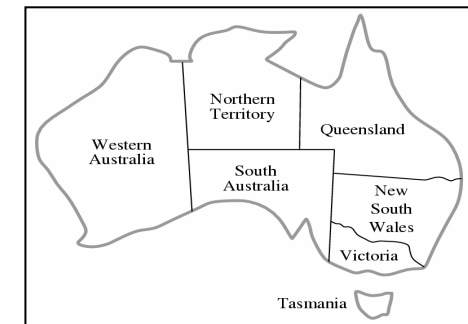 Northern
Territory
Western
Australia
Queensland
South
Australia
New
South
Wales
Victoria
Tasmania